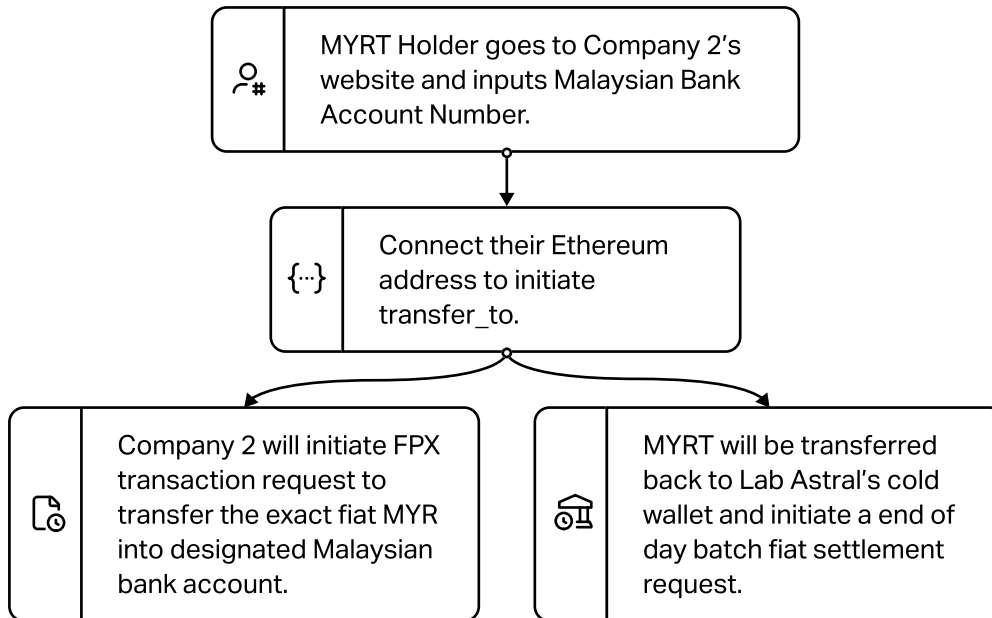 MYRT Holder goes to Company 2's
website and inputs Malaysian Bank
Account Number.
Connect their Ethereum
address to initiate
transfer_to.
Company 2 will initiate FPX
transaction request to
transfer the exact fiat MYR
into designated Malaysian
bank account.
MYRT will be transferred
back to Lab Astral's cold
wallet and initiate a end of
day batch fiat settlement
request.